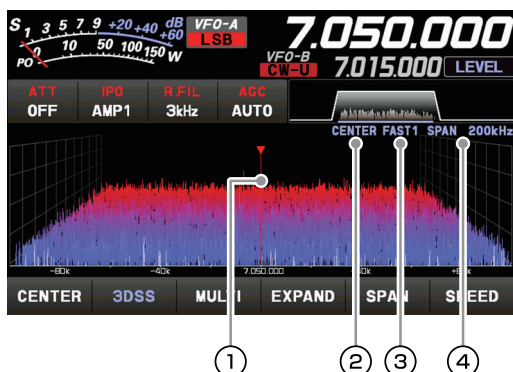 S 1 3 5 7 9 +20 +40 +60 dB
PO 0 10 50 100 150 W
VFO-A
LSB
7.050.000
VFO-B
CW-U
7.015.000
LEVEL
ATT IPO R.FIL AGC
OFF AMP1 3kHz AUTO
CENTER FAST1 SPAN 200kHz
-80k -40k 7.050.000
CENTER 3DSS MULTI EXPAND SPAN SPEED
1 2 3 4